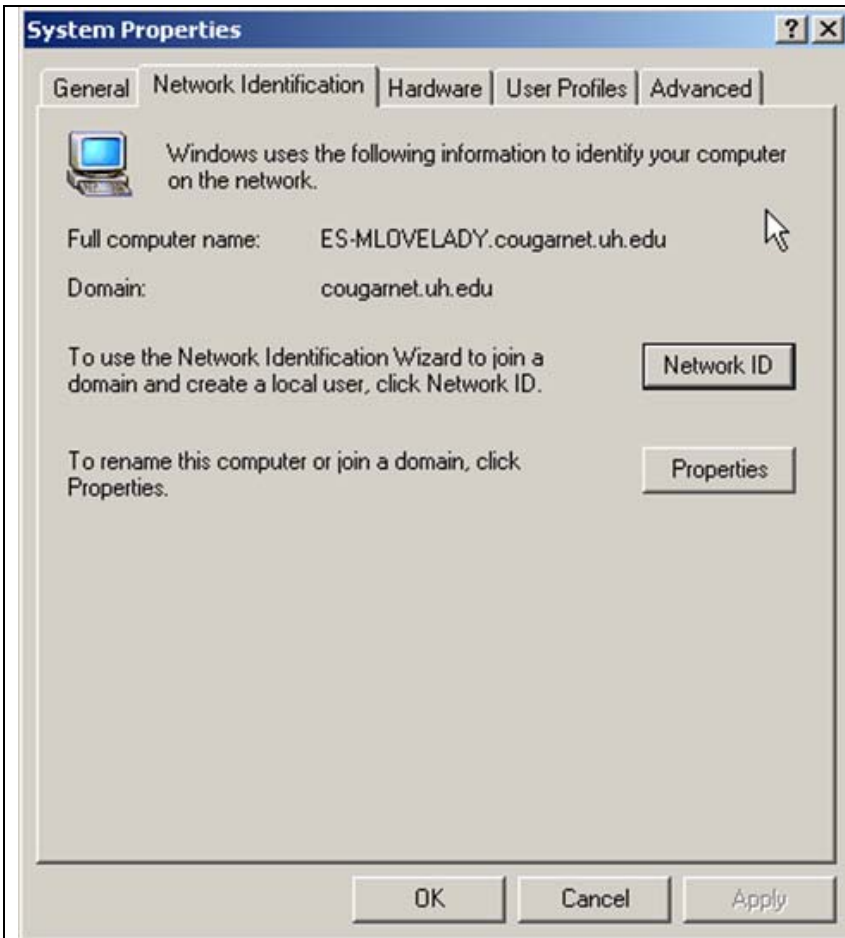 System Properties
General Network Identification Hardware User Profiles Advanced
Windows uses the following information to identify your computer
on the network.
Full computer name: ES-MLOVELADY.cougarnet.uh.edu
Domain: cougarnet.uh.edu
To use the Network Identification Wizard to join a
domain and create a local user, click Network ID.
Network ID
To rename this computer or join a domain, click
Properties.
Properties
OK Cancel Apply